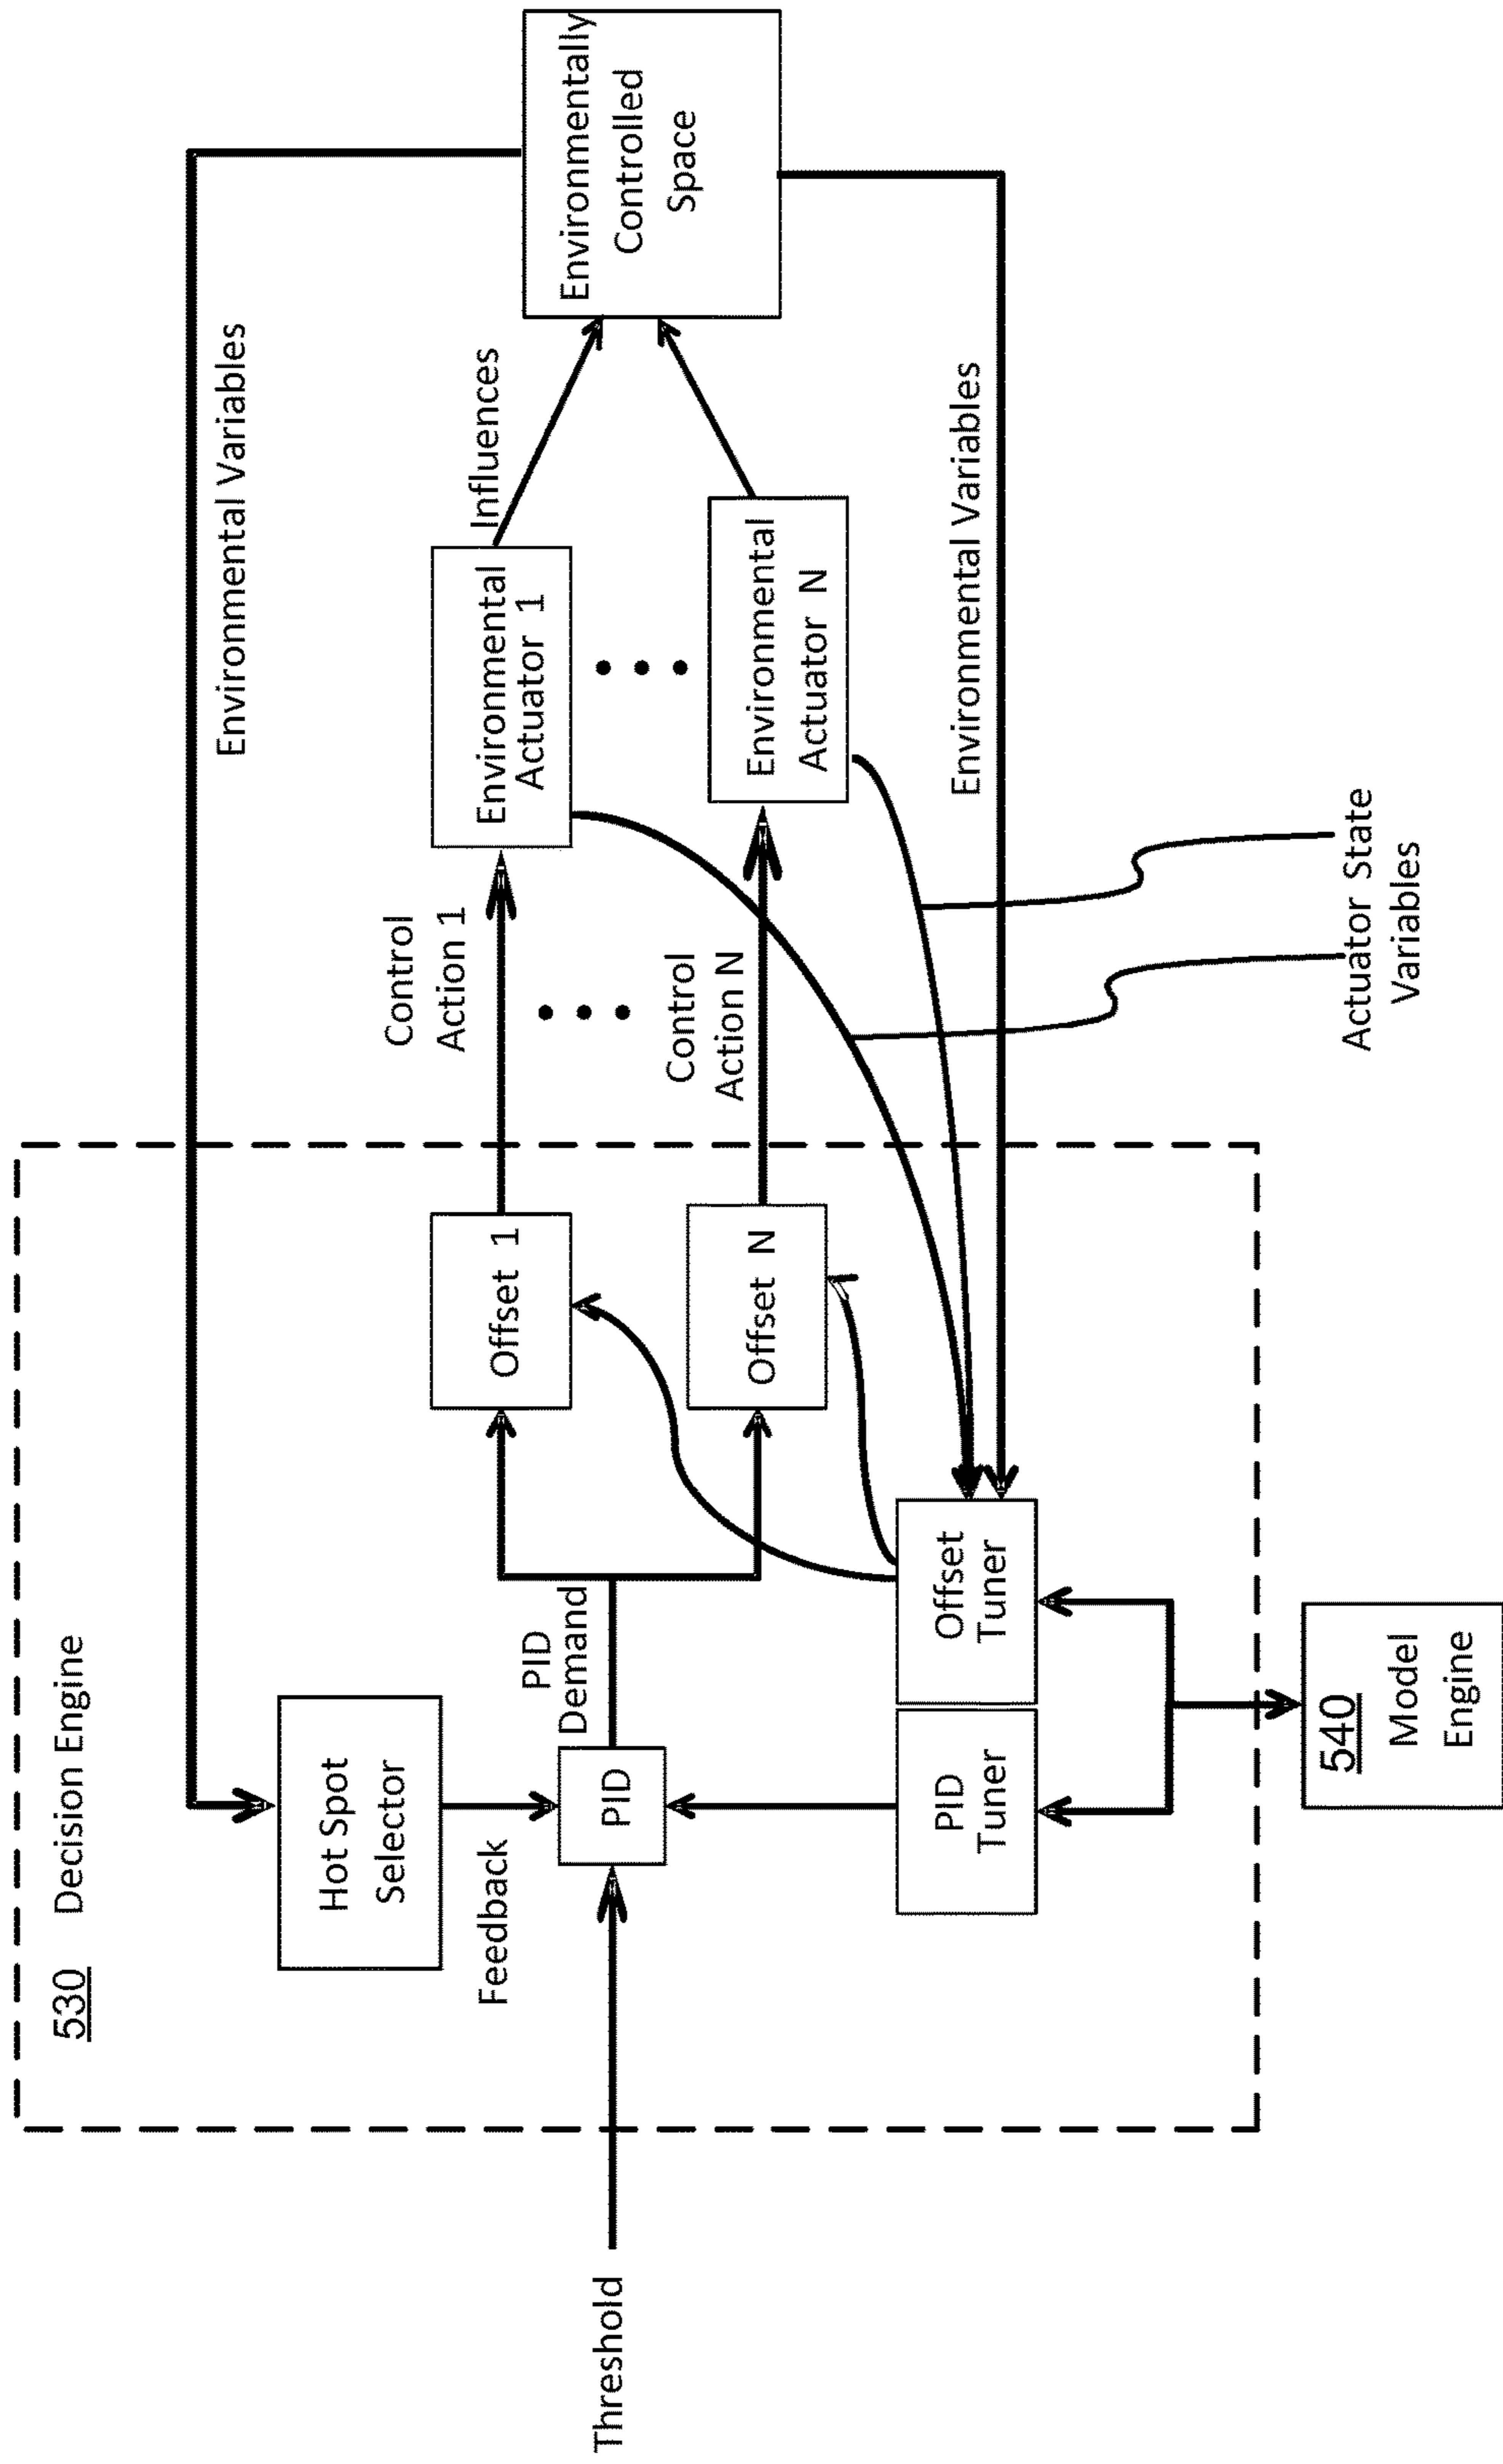 530 Decision Engine
Environmental Variables
Hot Spot
Selector
Feedback
Threshold
PID
PID
Demand
Offset 1
Offset N
Control
Action 1
Control
Action N
Environmental
Actuator 1
Environmental
Actuator N
Influences
Environmentally
Controlled
Space
PID
Tuner
Offset
Tuner
Environmental Variables
Actuator State
Variables
540
Model
Engine